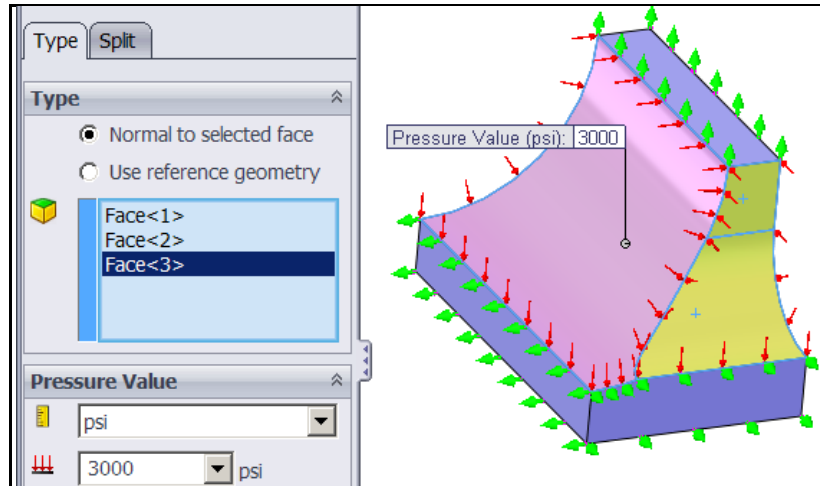 Type Split
Type
Normal to selected face
Use reference geometry
Face<1>
Face<2>
Face<3>
Pressure Value
psi
3000 psi
Pressure Value (psi): 3000